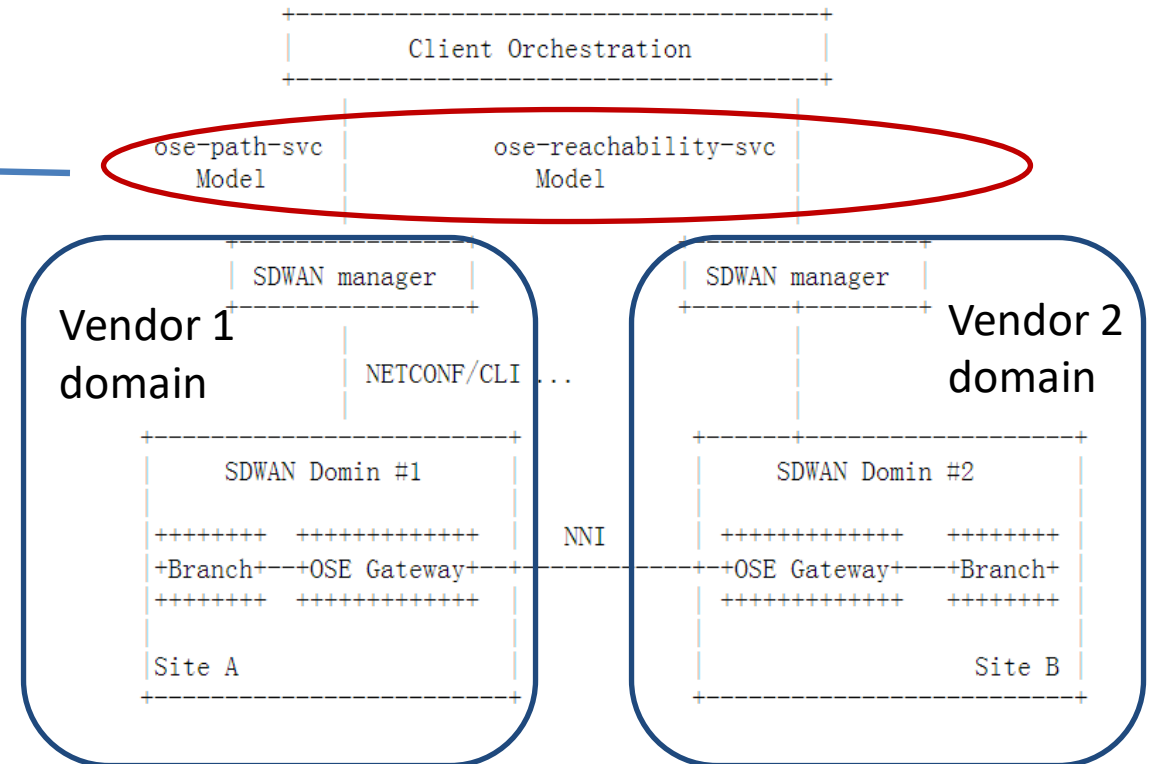 Client Orchestration
ose-path-svc ose-reachability-svc
Model Model
SDWAN manager SDWAN manager
Vendor 1 Vendor 2
domain domain
NETCONF/CLI ...
SDWAN Domin #1 SDWAN Domin #2
NNI
+Branch+--+OSE Gateway+--+--------------+-+OSE Gateway+---+Branch+
Site A Site B